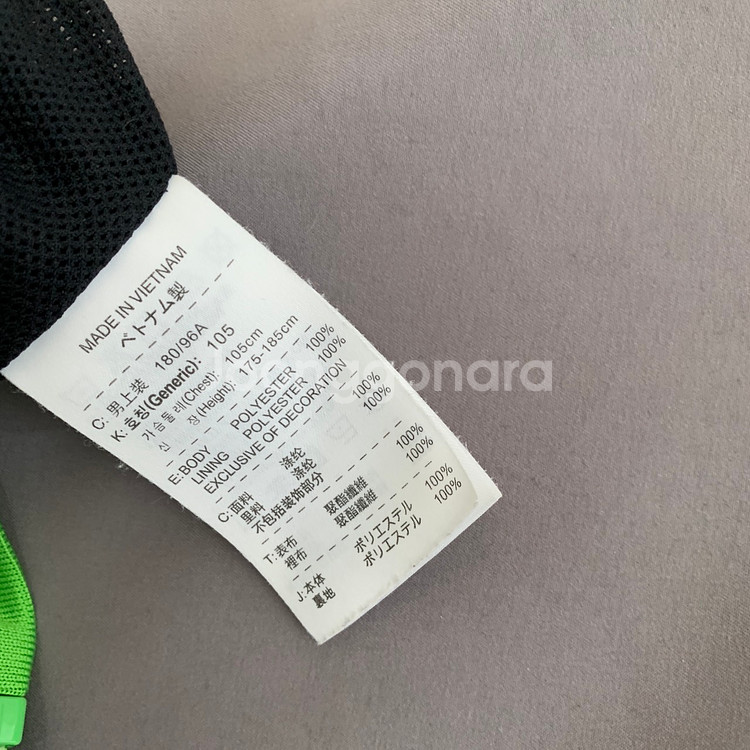 MADE IN VIETNAM
ベトナム製
C: 男上装 180/96A
K: 호칭(Generic): 105
가슴둘레(Chest): 105cm
신 장(Height): 175-185cm
E: BODY POLYESTER 100%
LINING POLYESTER 100%
EXCLUSIVE OF DECORATION
C: 面料 涤纶 100%
里料 涤纶 100%
不包括装饰部分
T: 表布 聚酯纖維 100%
裡布 聚酯纖維 100%
J: 本体 ポリエステル 100%
裏地 ポリエステル 100%
joonggonara